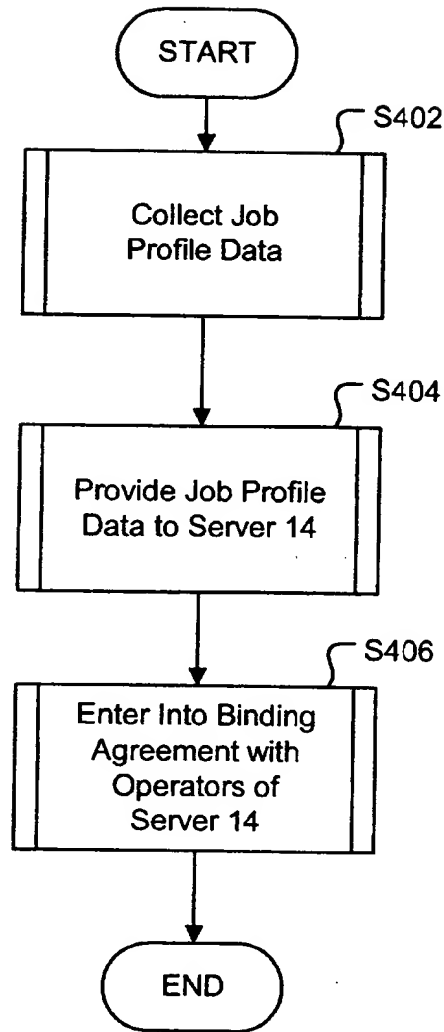 START
S402
Collect Job
Profile Data
S404
Provide Job Profile
Data to Server 14
S406
Enter Into Binding
Agreement with
Operators of
Server 14
END